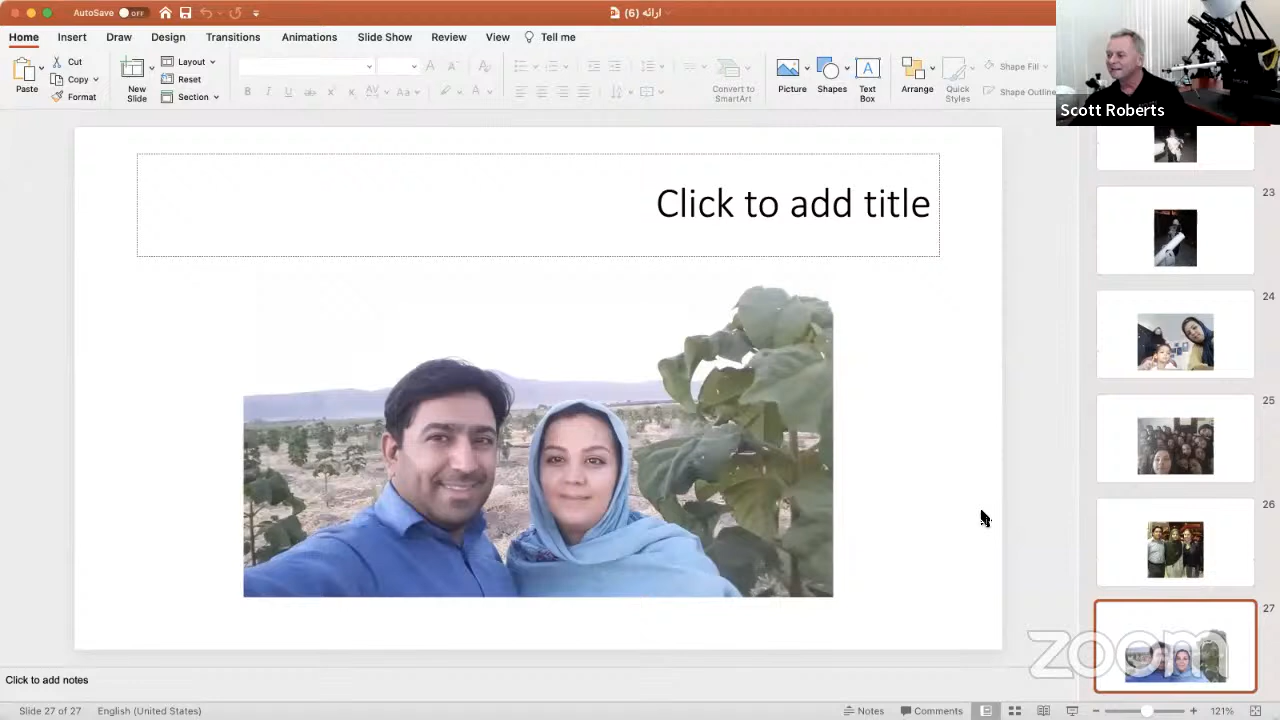 AutoSave OFF
ارائه (6)
Home Insert Draw Design Transitions Animations Slide Show Review View Tell me
Paste
Cut
Copy
Format
New Slide
Layout
Reset
Section
Convert to SmartArt
Picture
Shapes
Text Box
Arrange
Quick Styles
Shape Fill
Shape Outline
Scott Roberts
Click to add title
23
24
25
26
27
zoom
Click to add notes
Slide 27 of 27 English (United States) Notes Comments 121%